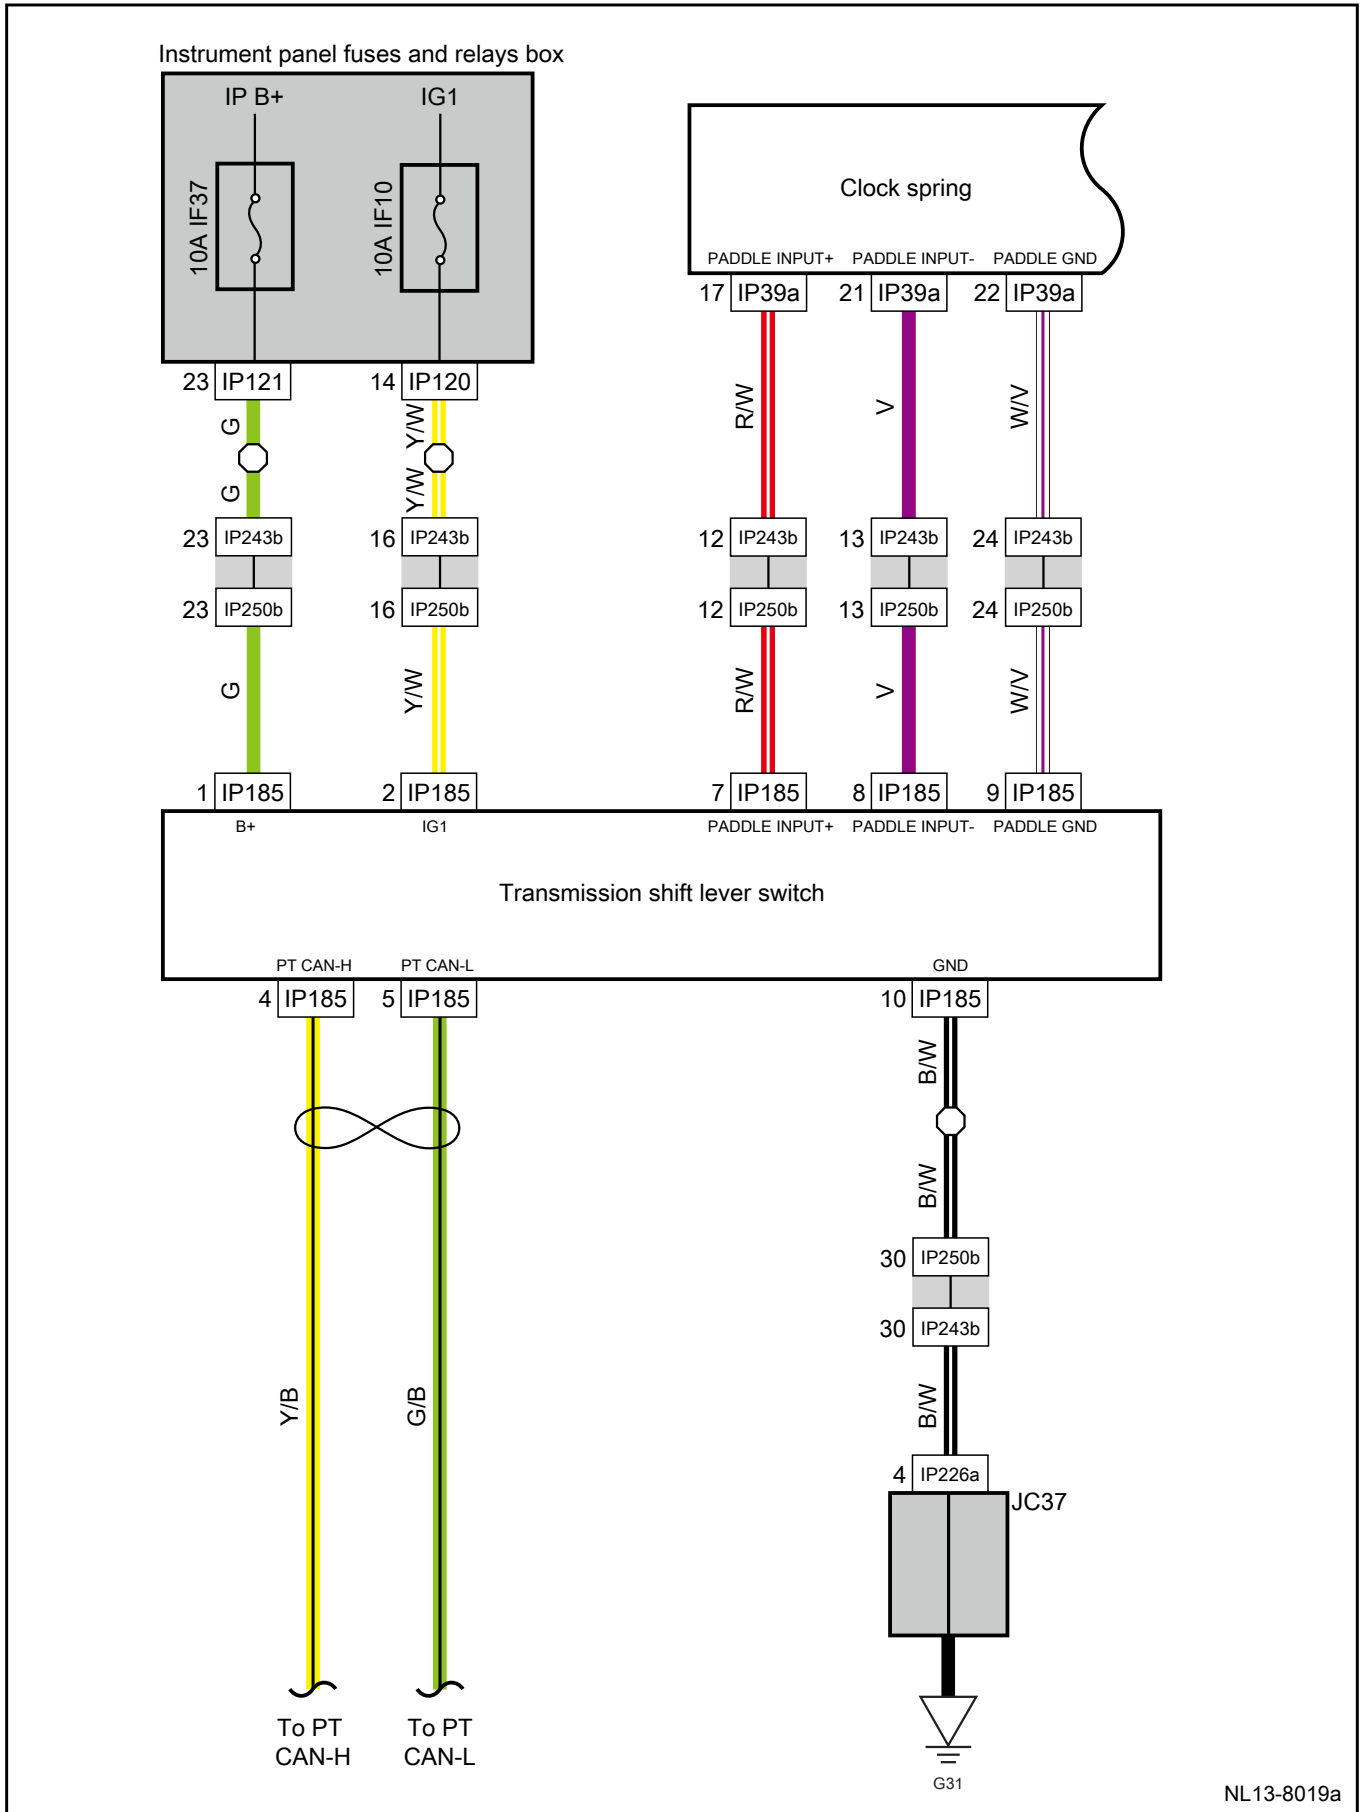 Instrument panel fuses and relays box
IP B+ IG1
10A IF37
10A IF10
Clock spring
PADDLE INPUT+ PADDLE INPUT- PADDLE GND
17 IP39a 21 IP39a 22 IP39a
23 IP121 14 IP120
G Y/W R/W V W/V
G Y/W
23 IP243b 16 IP243b 12 IP243b 13 IP243b 24 IP243b
23 IP250b 16 IP250b 12 IP250b 13 IP250b 24 IP250b
G Y/W R/W V W/V
1 IP185 2 IP185 7 IP185 8 IP185 9 IP185
B+ IG1 PADDLE INPUT+ PADDLE INPUT- PADDLE GND
Transmission shift lever switch
PT CAN-H PT CAN-L GND
4 IP185 5 IP185 10 IP185
B/W
B/W
30 IP250b
30 IP243b
Y/B G/B B/W
4 IP226a
JC37
To PT CAN-H
To PT CAN-L
G31
NL13-8019a